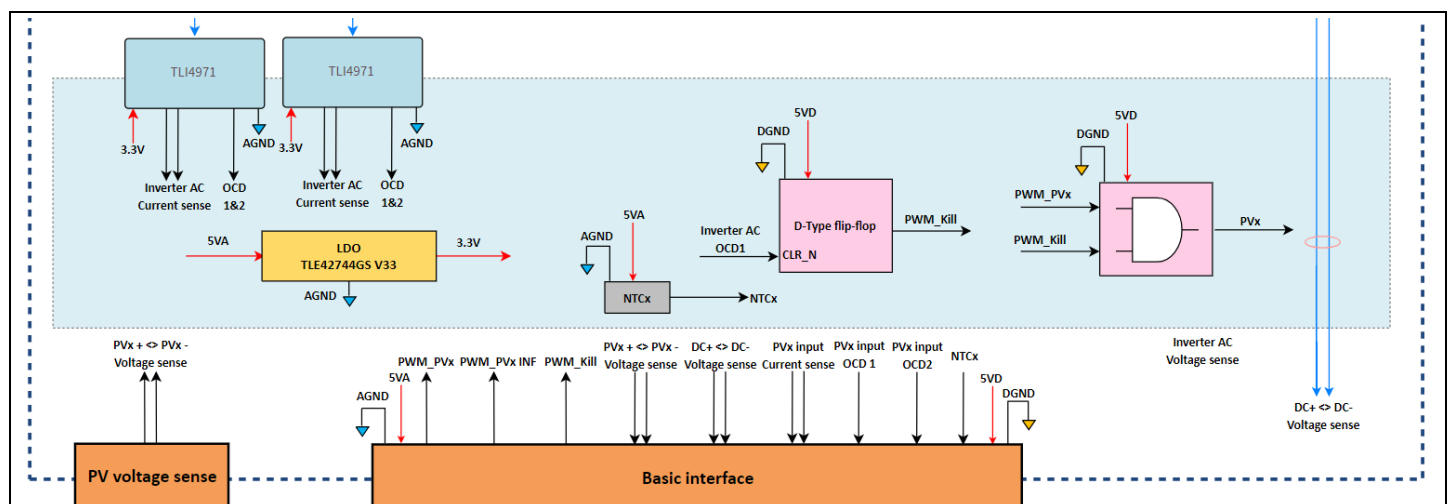 TLI4971
TLI4971
3.3V
AGND
3.3V
AGND
Inverter AC
Current sense
OCD
1&2
Inverter AC
Current sense
OCD
1&2
5VA
LDO
TLE42744GS V33
3.3V
AGND
AGND
5VA
NTCx
NTCx
DGND
5VD
Inverter AC
OCD1
D-Type flip-flop
CLR_N
PWM_Kill
DGND
5VD
PWM_PVx
PWM_Kill
PVx
Inverter AC
Voltage sense
DC+ <> DC-
Voltage sense
PVx + <> PVx -
Voltage sense
PV voltage sense
AGND
5VA
PWM_PVx
PWM_PVx INF
PWM_Kill
PVx + <> PVx -
Voltage sense
DC+ <> DC-
Voltage sense
PVx input
Current sense
PVx input
OCD 1
PVx input
OCD2
NTCx
5VD
DGND
Basic interface